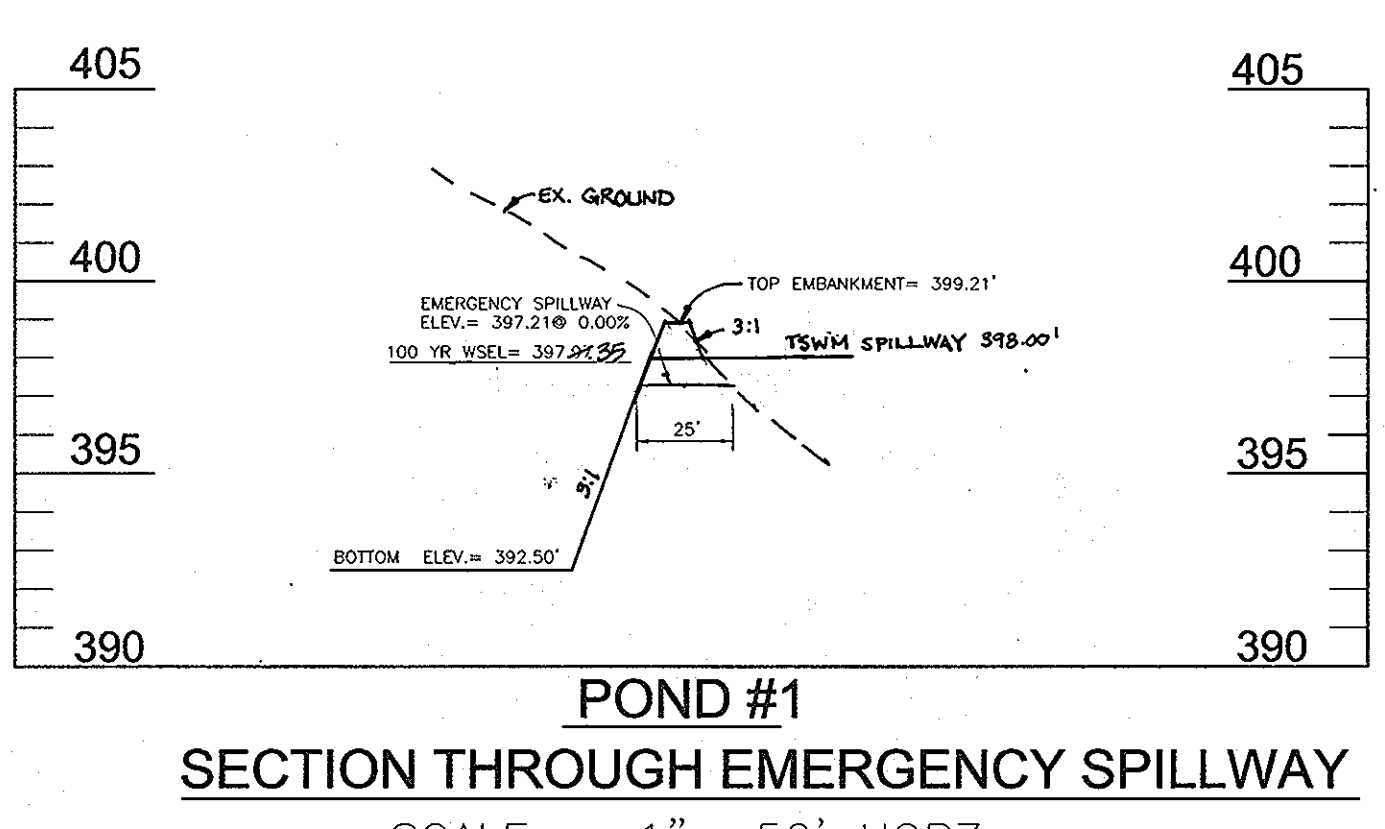 405
405
EX. GROUND
400
400
TOP EMBANKMENT= 399.21'
EMERGENCY SPILLWAY
ELEV.= 397.21@ 0.00%
3:1
TSWM SPILLWAY 398.00'
100 YR WSEL= 397.35
25'
395
395
3:1
BOTTOM ELEV.= 392.50'
390
390
POND #1
SECTION THROUGH EMERGENCY SPILLWAY